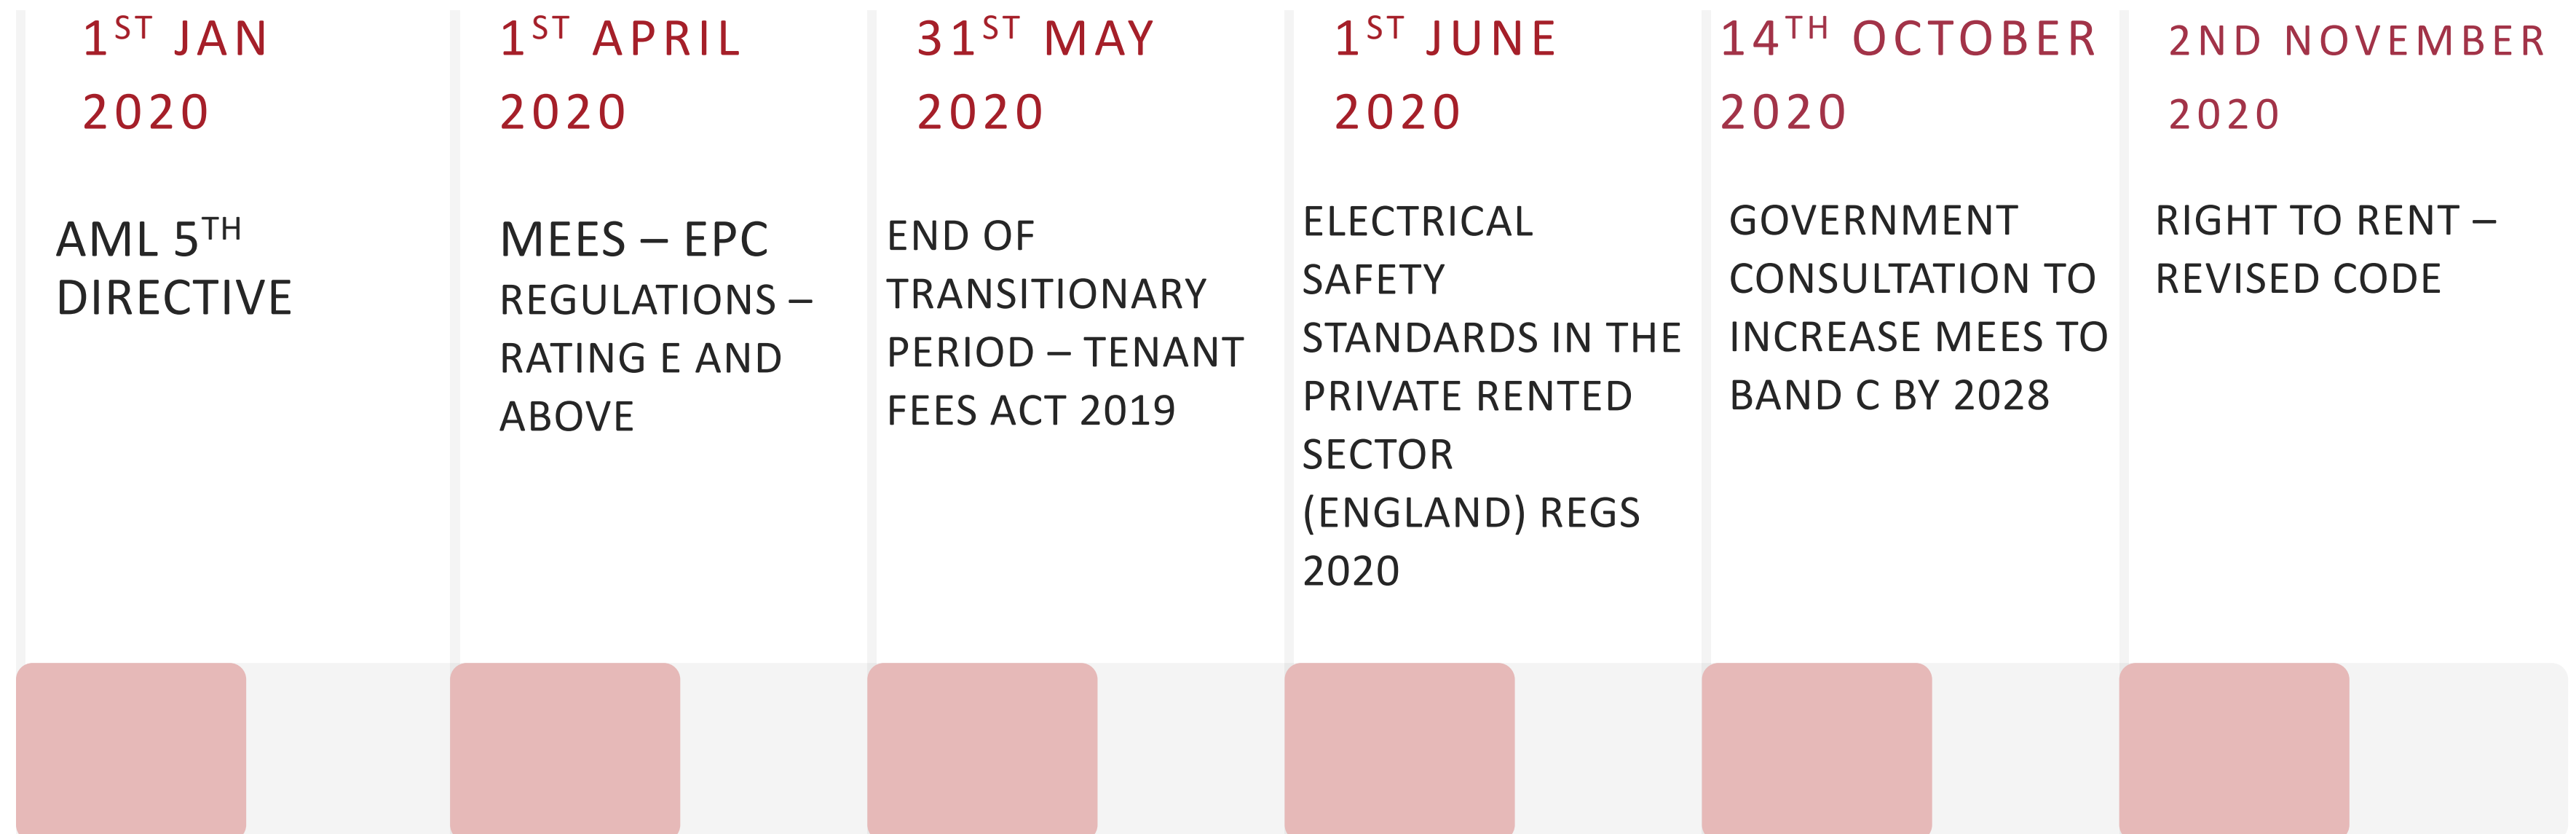 1ST JAN
2020
AML 5TH
DIRECTIVE
1ST APRIL
2020
MEES – EPC
REGULATIONS –
RATING E AND
ABOVE
31ST MAY
2020
END OF
TRANSITIONARY
PERIOD – TENANT
FEES ACT 2019
1ST JUNE
2020
ELECTRICAL
SAFETY
STANDARDS IN THE
PRIVATE RENTED
SECTOR
(ENGLAND) REGS
2020
14TH OCTOBER
2020
GOVERNMENT
CONSULTATION TO
INCREASE MEES TO
BAND C BY 2028
2ND NOVEMBER
2020
RIGHT TO RENT –
REVISED CODE